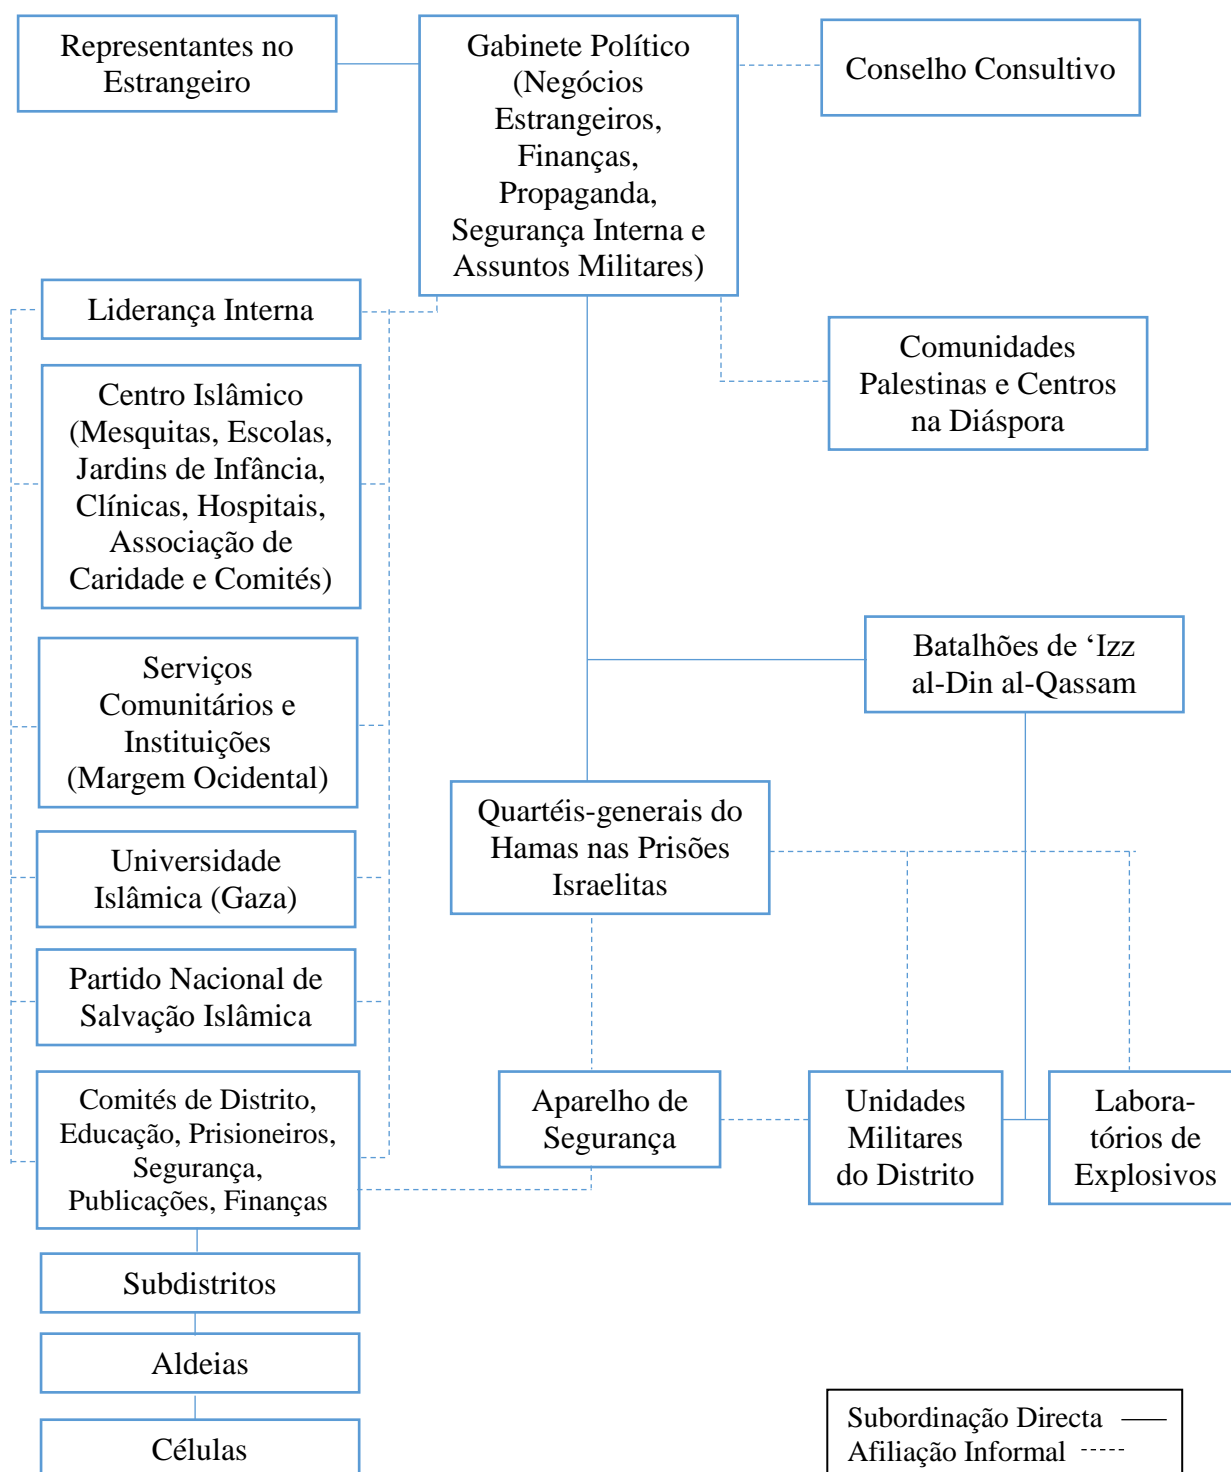 Representantes no
Estrangeiro
Gabinete Político
(Negócios
Estrangeiros,
Finanças,
Propaganda,
Segurança Interna e
Assuntos Militares)
Conselho Consultivo
Liderança Interna
Comunidades
Palestinas e Centros
na Diáspora
Centro Islâmico
(Mesquitas, Escolas,
Jardins de Infância,
Clínicas, Hospitais,
Associação de
Caridade e Comités)
Batalhões de ‘Izz
al-Din al-Qassam
Serviços
Comunitários e
Instituições
(Margem Ocidental)
Quartéis-generais do
Hamas nas Prisões
Israelitas
Universidade
Islâmica (Gaza)
Partido Nacional de
Salvação Islâmica
Comités de Distrito,
Educação, Prisioneiros,
Segurança,
Publicações, Finanças
Aparelho de
Segurança
Unidades
Militares
do Distrito
Labora-
tórios de
Explosivos
Subdistritos
Aldeias
Células
Subordinação Directa
Afiliação Informal